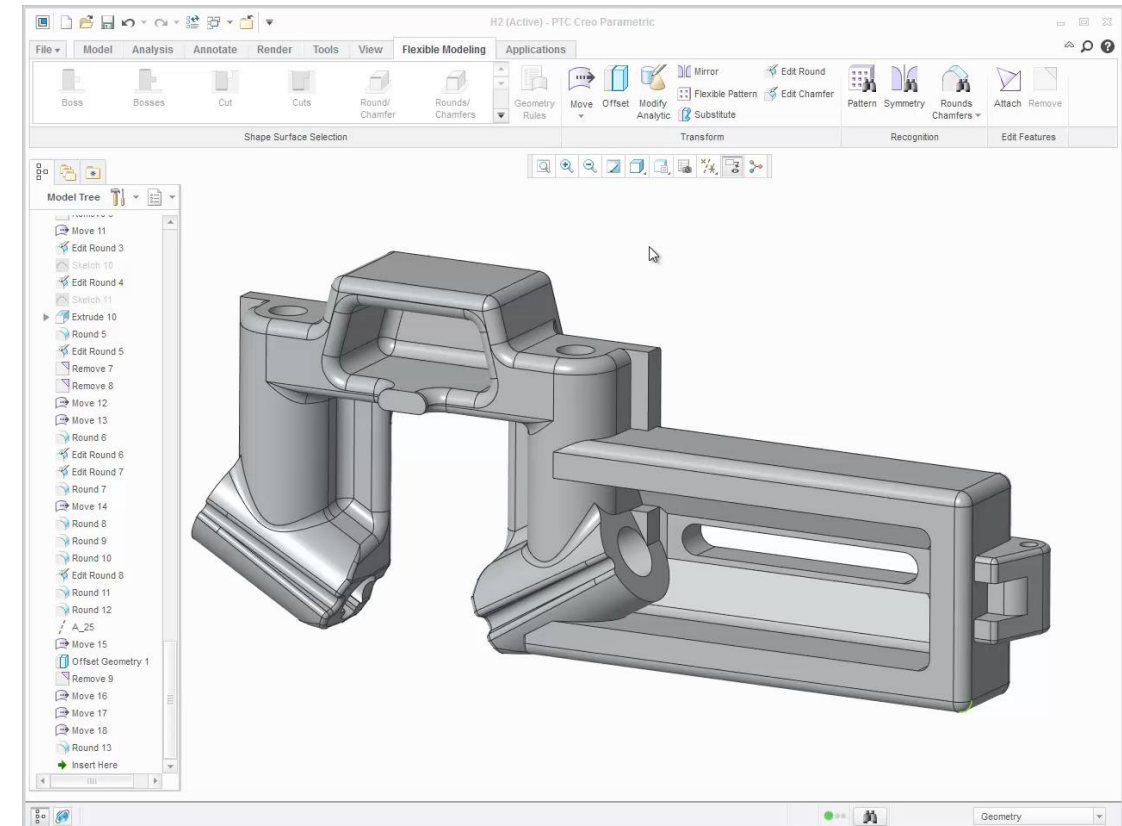 H2 (Active) - PTC Creo Parametric
File Model Analysis Annotate Render Tools View Flexible Modeling Applications
Boss Bosses Cut Cuts Round/ Chamfer Rounds/ Chamfers Geometry Rules
Move Offset Modify Analytic
Mirror Edit Round
Flexible Pattern Edit Chamfer
Substitute
Pattern Symmetry Rounds Chamfers
Attach Remove
Shape Surface Selection Transform Recognition Edit Features
Model Tree
Move 11
Edit Round 3
Sketch 10
Edit Round 4
Sketch 11
Extrude 10
Round 5
Edit Round 5
Remove 7
Remove 8
Move 12
Move 13
Round 6
Edit Round 6
Edit Round 7
Round 7
Move 14
Round 8
Round 9
Round 10
Edit Round 8
Round 11
Round 12
A_25
Move 15
Offset Geometry 1
Remove 9
Move 16
Move 17
Move 18
Round 13
Insert Here
Geometry